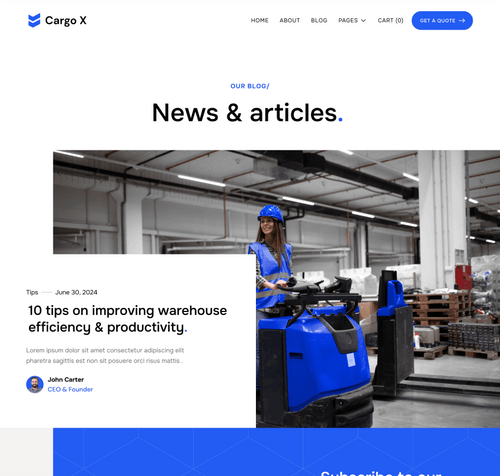 Cargo X
HOME ABOUT BLOG PAGES CART (0) GET A QUOTE
OUR BLOG/
News & articles.
Tips June 30, 2024
10 tips on improving warehouse
efficiency & productivity.
Lorem ipsum dolor sit amet consectetur adipiscing elit
pharetra sagittis est non sit posuere orci risus mattis..
John Carter
CEO & Founder
Subscribe to our